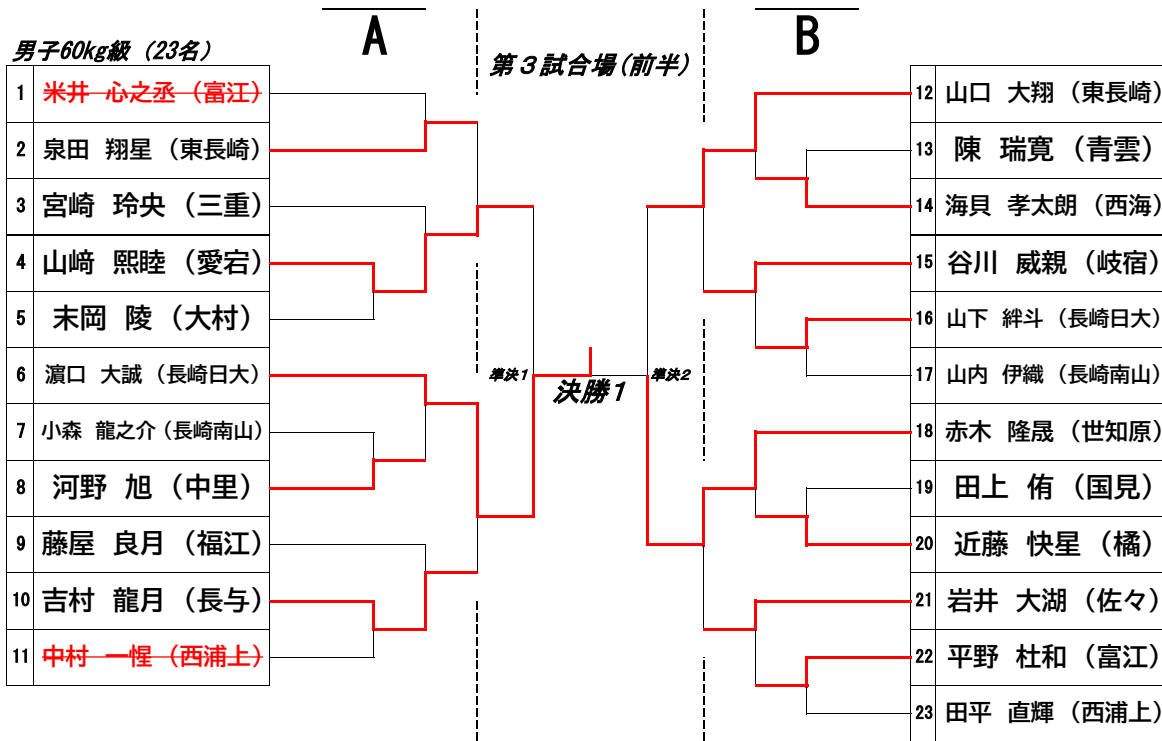 A
B
男子60kg級（23名）
第３試合場(前半)
1 米井 心之丞（富江）
2 泉田 翔星（東長崎）
3 宮崎 玲央（三重）
4 山﨑 熙睦（愛宕）
5 末岡 陵（大村）
6 濵口 大誠（長崎日大）
7 小森 龍之介（長崎南山）
8 河野 旭（中里）
9 藤屋 良月（福江）
10 吉村 龍月（長与）
11 中村 一惺（西浦上）
準決1
決勝1
準決2
12 山口 大翔（東長崎）
13 陳 瑞寛（青雲）
14 海貝 孝太朗（西海）
15 谷川 威親（岐宿）
16 山下 絆斗（長崎日大）
17 山内 伊織（長崎南山）
18 赤木 隆晟（世知原）
19 田上 侑（国見）
20 近藤 快星（橘）
21 岩井 大湖（佐々）
22 平野 杜和（富江）
23 田平 直輝（西浦上）